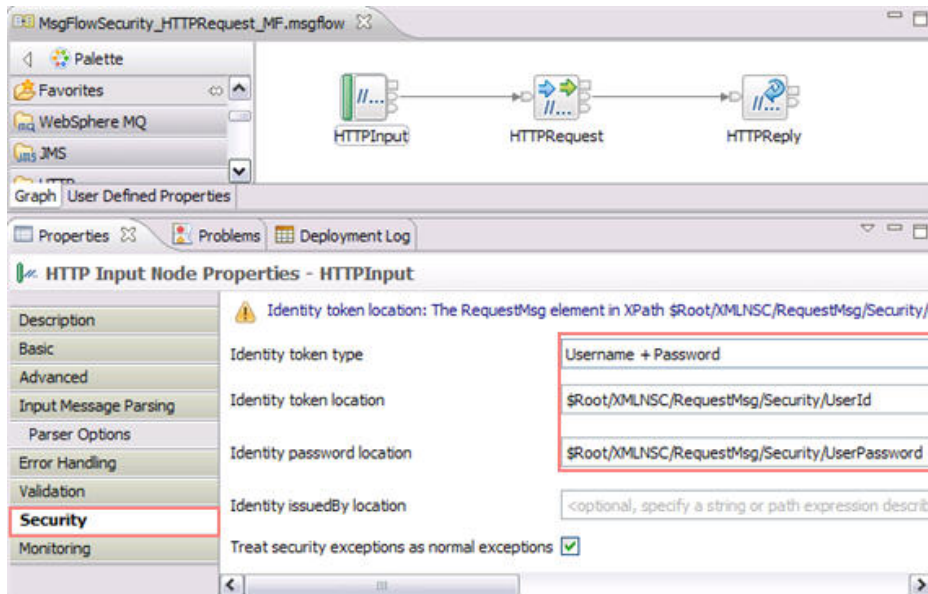 MsgFlowSecurity_HTTPRequest_MF.msgflow
Palette
Favorites
WebSphere MQ
JMS
HTTPInput
HTTPRequest
HTTPReply
Graph User Defined Properties
Properties Problems Deployment Log
HTTP Input Node Properties - HTTPInput
Description
Basic
Advanced
Input Message Parsing
Parser Options
Error Handling
Validation
Security
Monitoring
Identity token location: The RequestMsg element in XPath $Root/XMLNSC/RequestMsg/Security/
Identity token type Username + Password
Identity token location $Root/XMLNSC/RequestMsg/Security/UserId
Identity password location $Root/XMLNSC/RequestMsg/Security/UserPassword
Identity issuedBy location <optional, specify a string or path expression describ
Treat security exceptions as normal exceptions